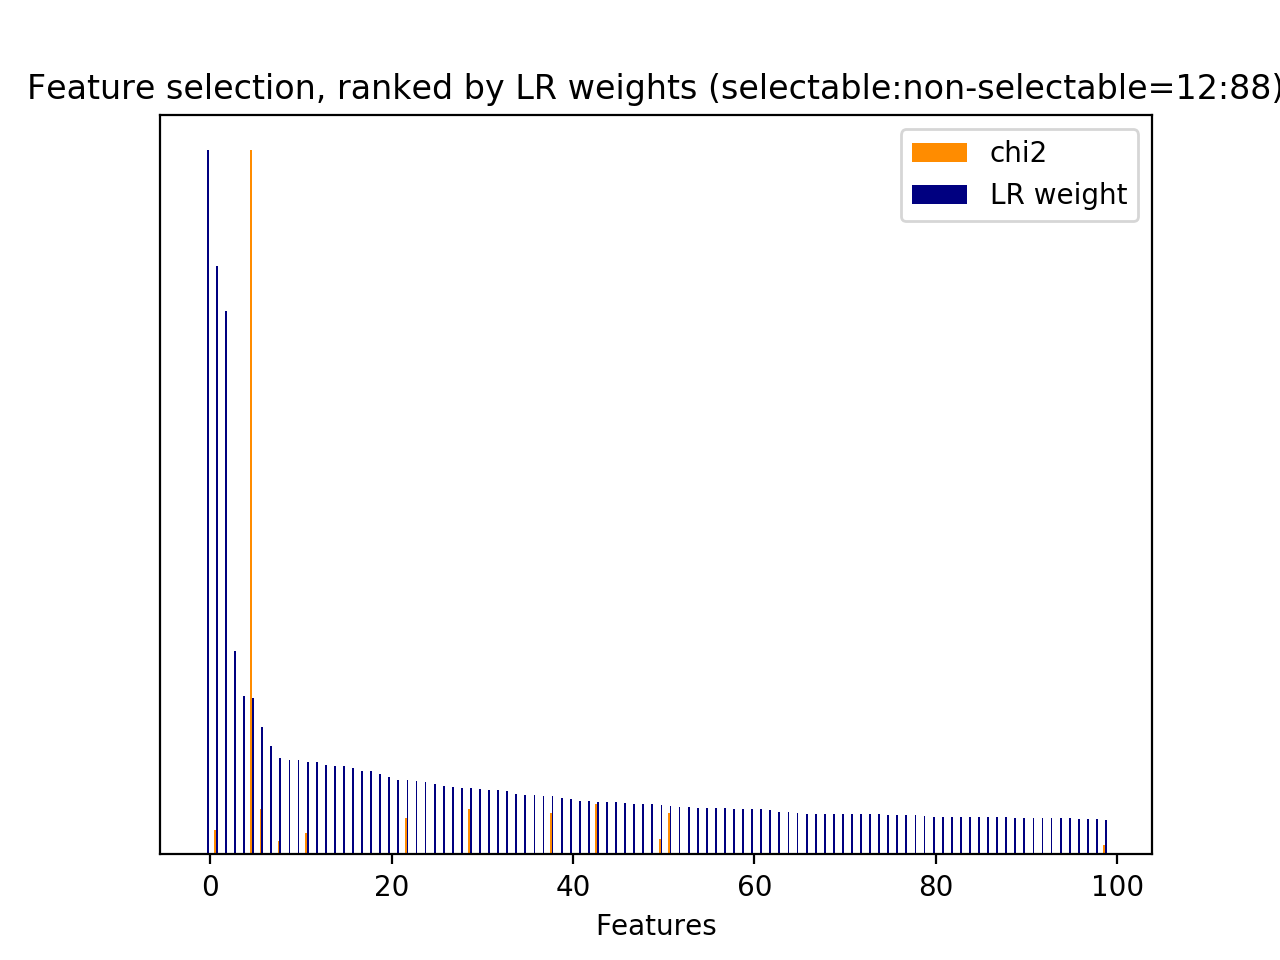 Feature selection, ranked by LR weights (selectable:non-selectable=12:88)
chi2
LR weight
0 20 40 60 80 100
Features